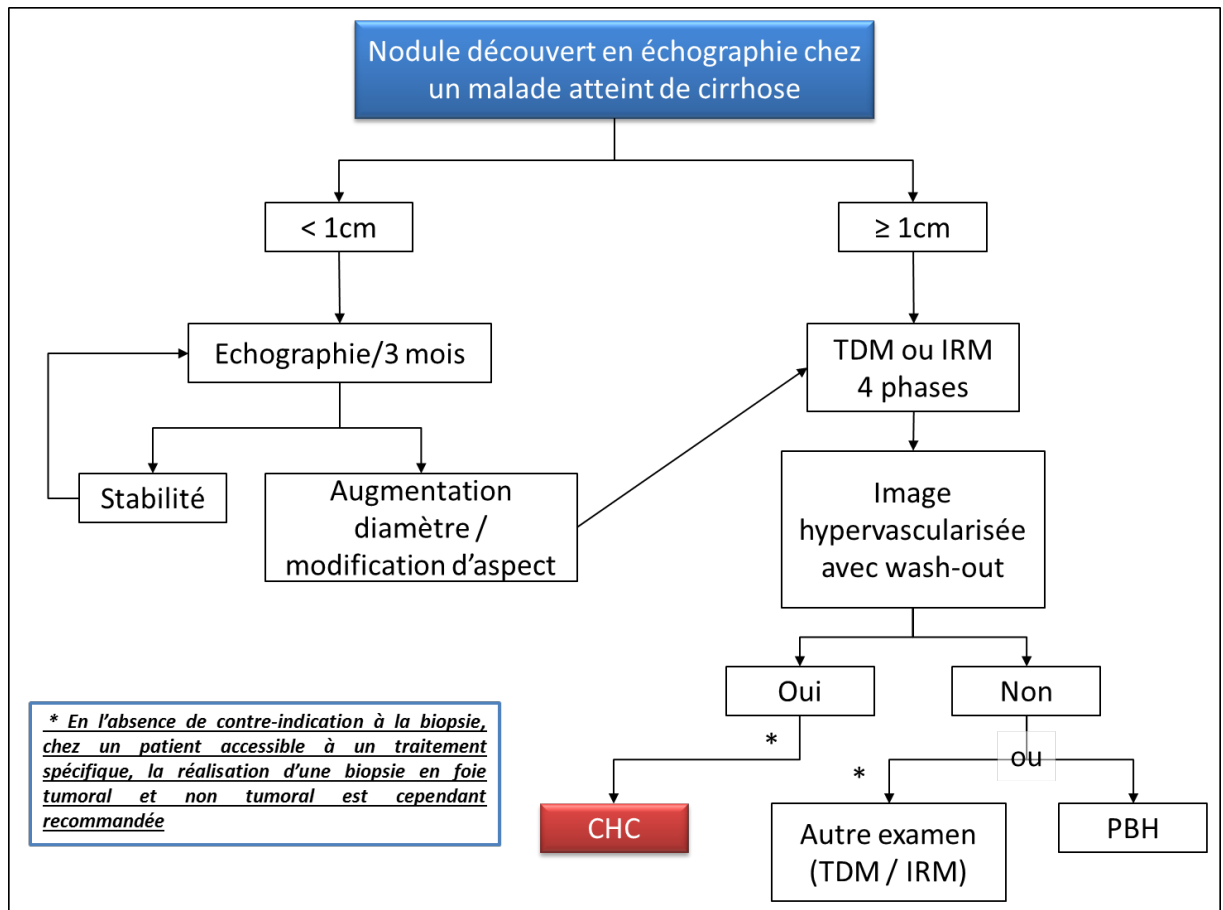 Nodule découvert en échographie chez
un malade atteint de cirrhose
< 1cm
≥ 1cm
Echographie/3 mois
TDM ou IRM
4 phases
Stabilité
Augmentation
diamètre /
modification d’aspect
Image
hypervascularisée
avec wash-out
Oui
Non
*
ou
*
CHC
Autre examen
(TDM / IRM)
PBH
* En l’absence de contre-indication à la biopsie,
chez un patient accessible à un traitement
spécifique, la réalisation d’une biopsie en foie
tumoral et non tumoral est cependant
recommandée